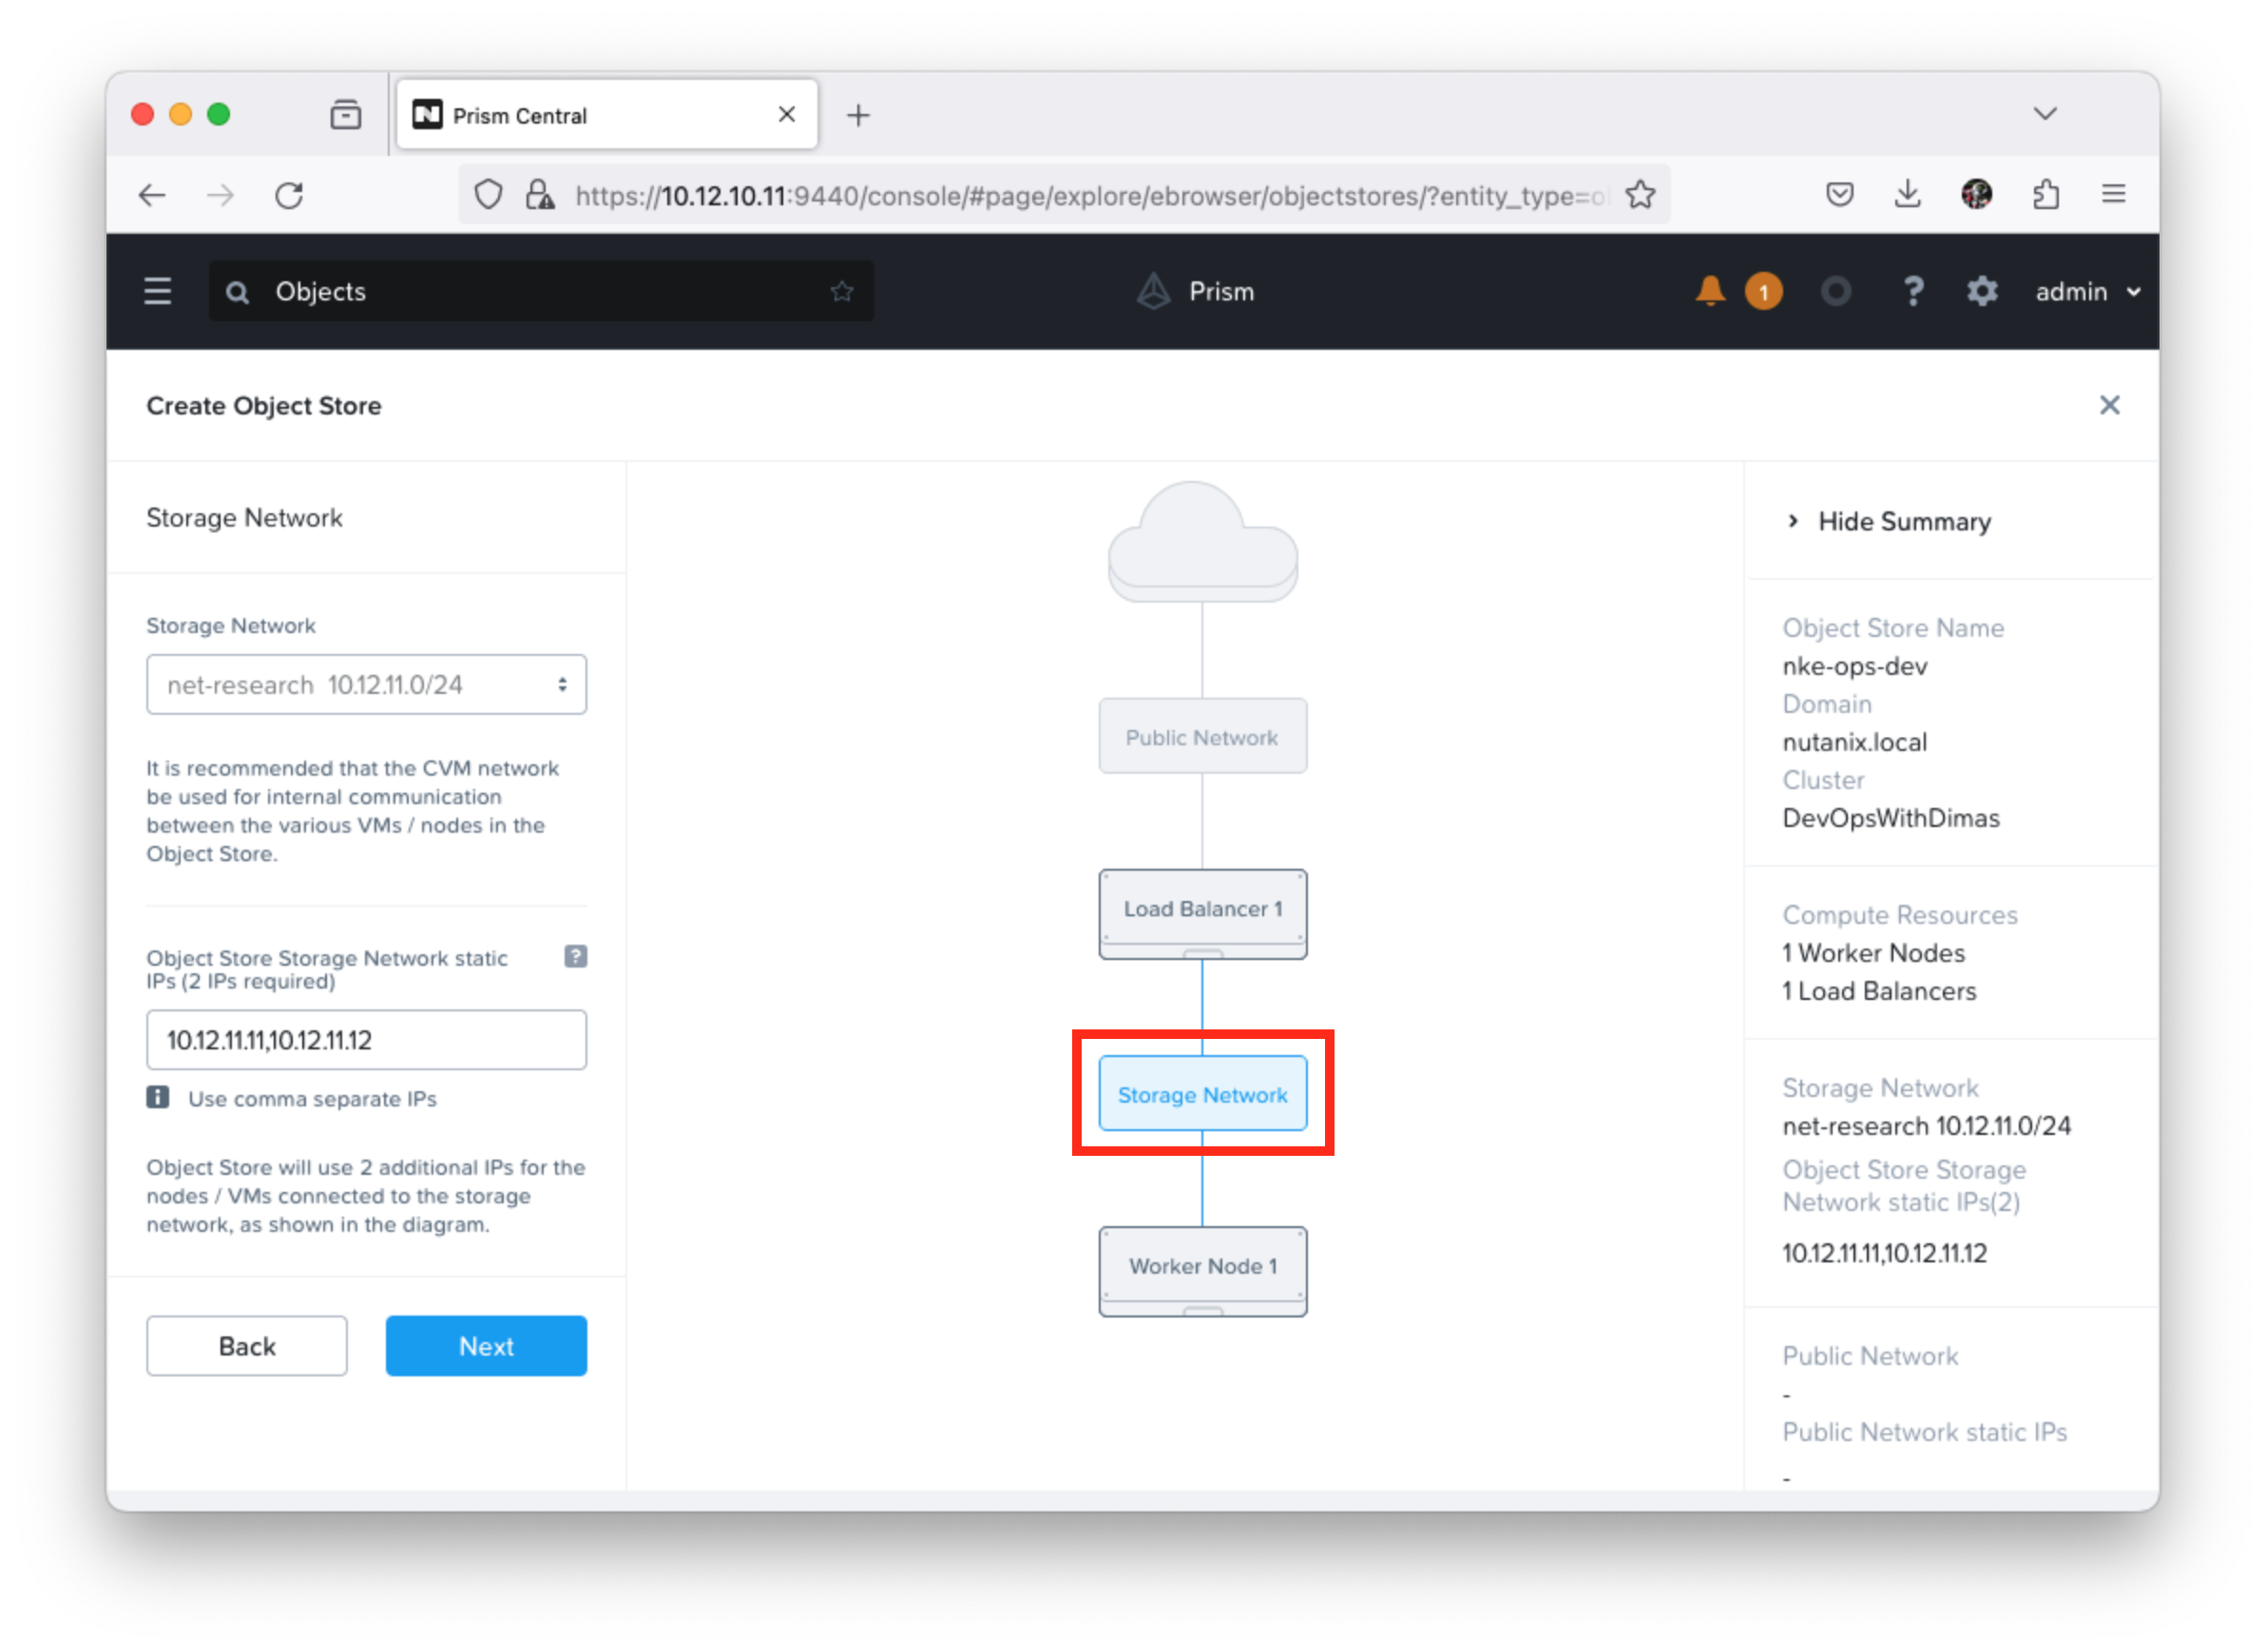 Prism Central
https://10.12.10.11:9440/console/#page/explore/ebrowser/objectstores/?entity_type=o
Objects
Prism
1
?
admin
Create Object Store
Storage Network
Storage Network
net-research 10.12.11.0/24
It is recommended that the CVM network
be used for internal communication
between the various VMs / nodes in the
Object Store.
Object Store Storage Network static
IPs (2 IPs required)
?
10.12.11.11,10.12.11.12
Use comma separate IPs
Object Store will use 2 additional IPs for the
nodes / VMs connected to the storage
network, as shown in the diagram.
Back
Next
Public Network
Load Balancer 1
Storage Network
Worker Node 1
Hide Summary
Object Store Name
nke-ops-dev
Domain
nutanix.local
Cluster
DevOpsWithDimas
Compute Resources
1 Worker Nodes
1 Load Balancers
Storage Network
net-research 10.12.11.0/24
Object Store Storage
Network static IPs(2)
10.12.11.11,10.12.11.12
Public Network
-
Public Network static IPs
-